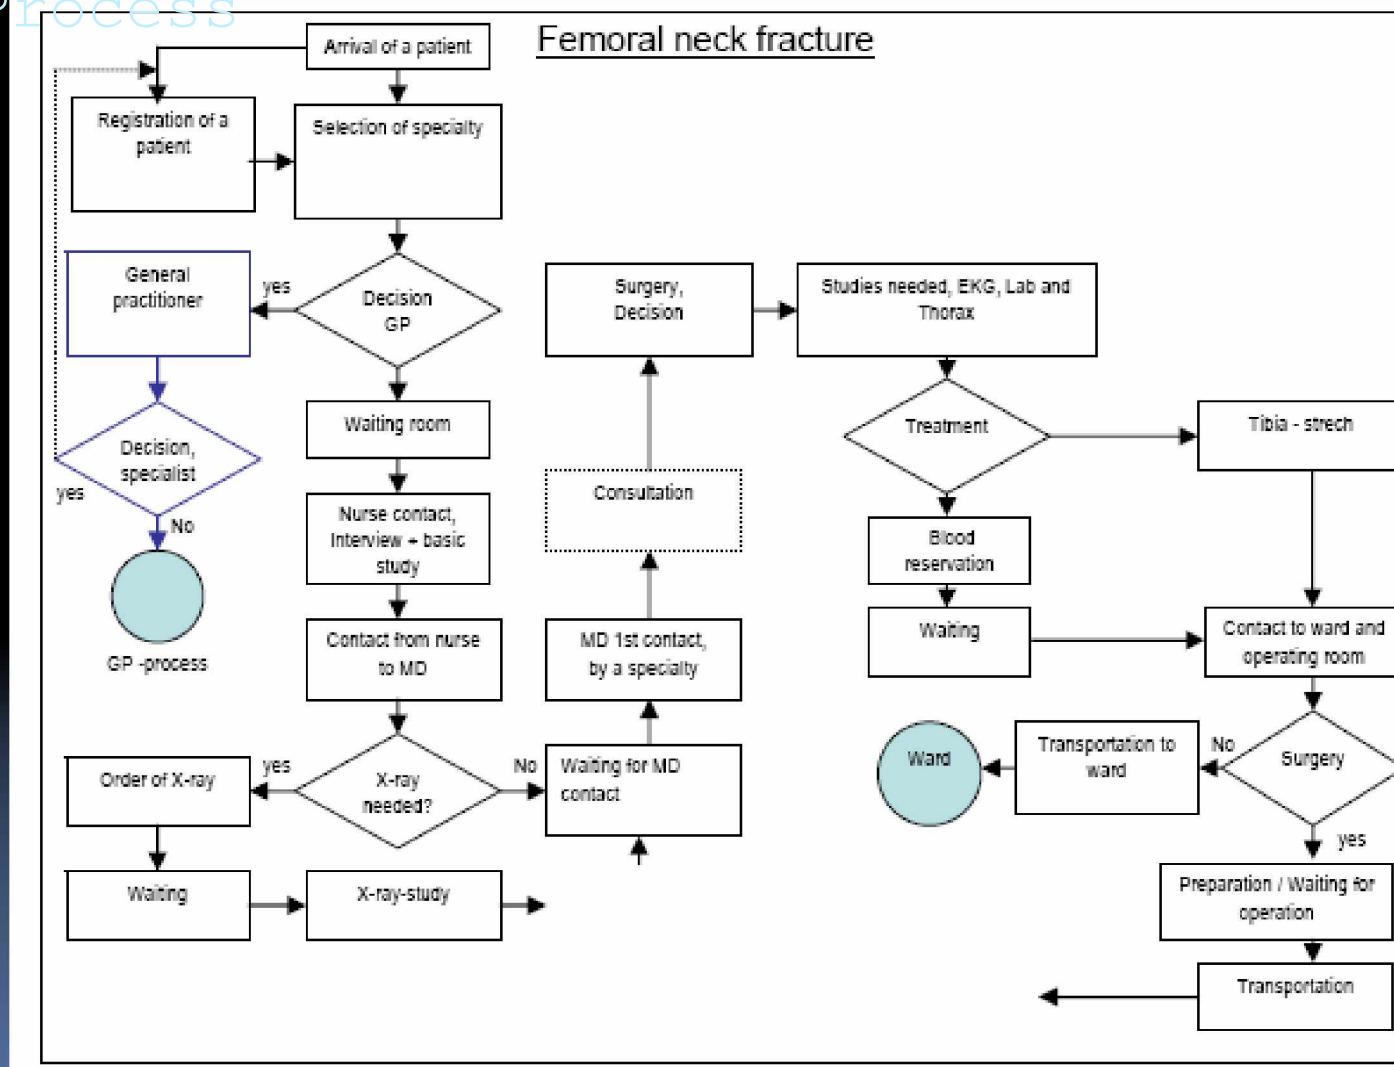 Process
Femoral neck fracture
Arrival of a patient
Registration of a
patient
Selection of specialty
General
practitioner
yes
Decision
GP
Surgery,
Decision
Studies needed, EKG, Lab and
Thorax
Decision,
specialist
yes
No
GP -process
Waiting room
Nurse contact,
Interview + basic
study
Contact from nurse
to MD
Consultation
MD 1st contact,
by a specialty
Treatment
Tibia - strech
Blood
reservation
Waiting
Contact to ward and
operating room
Order of X-ray
yes
X-ray
needed?
No
Waiting for MD
contact
Ward
Transportation to
ward
No
Surgery
yes
Waiting
X-ray-study
Preparation / Waiting for
operation
Transportation